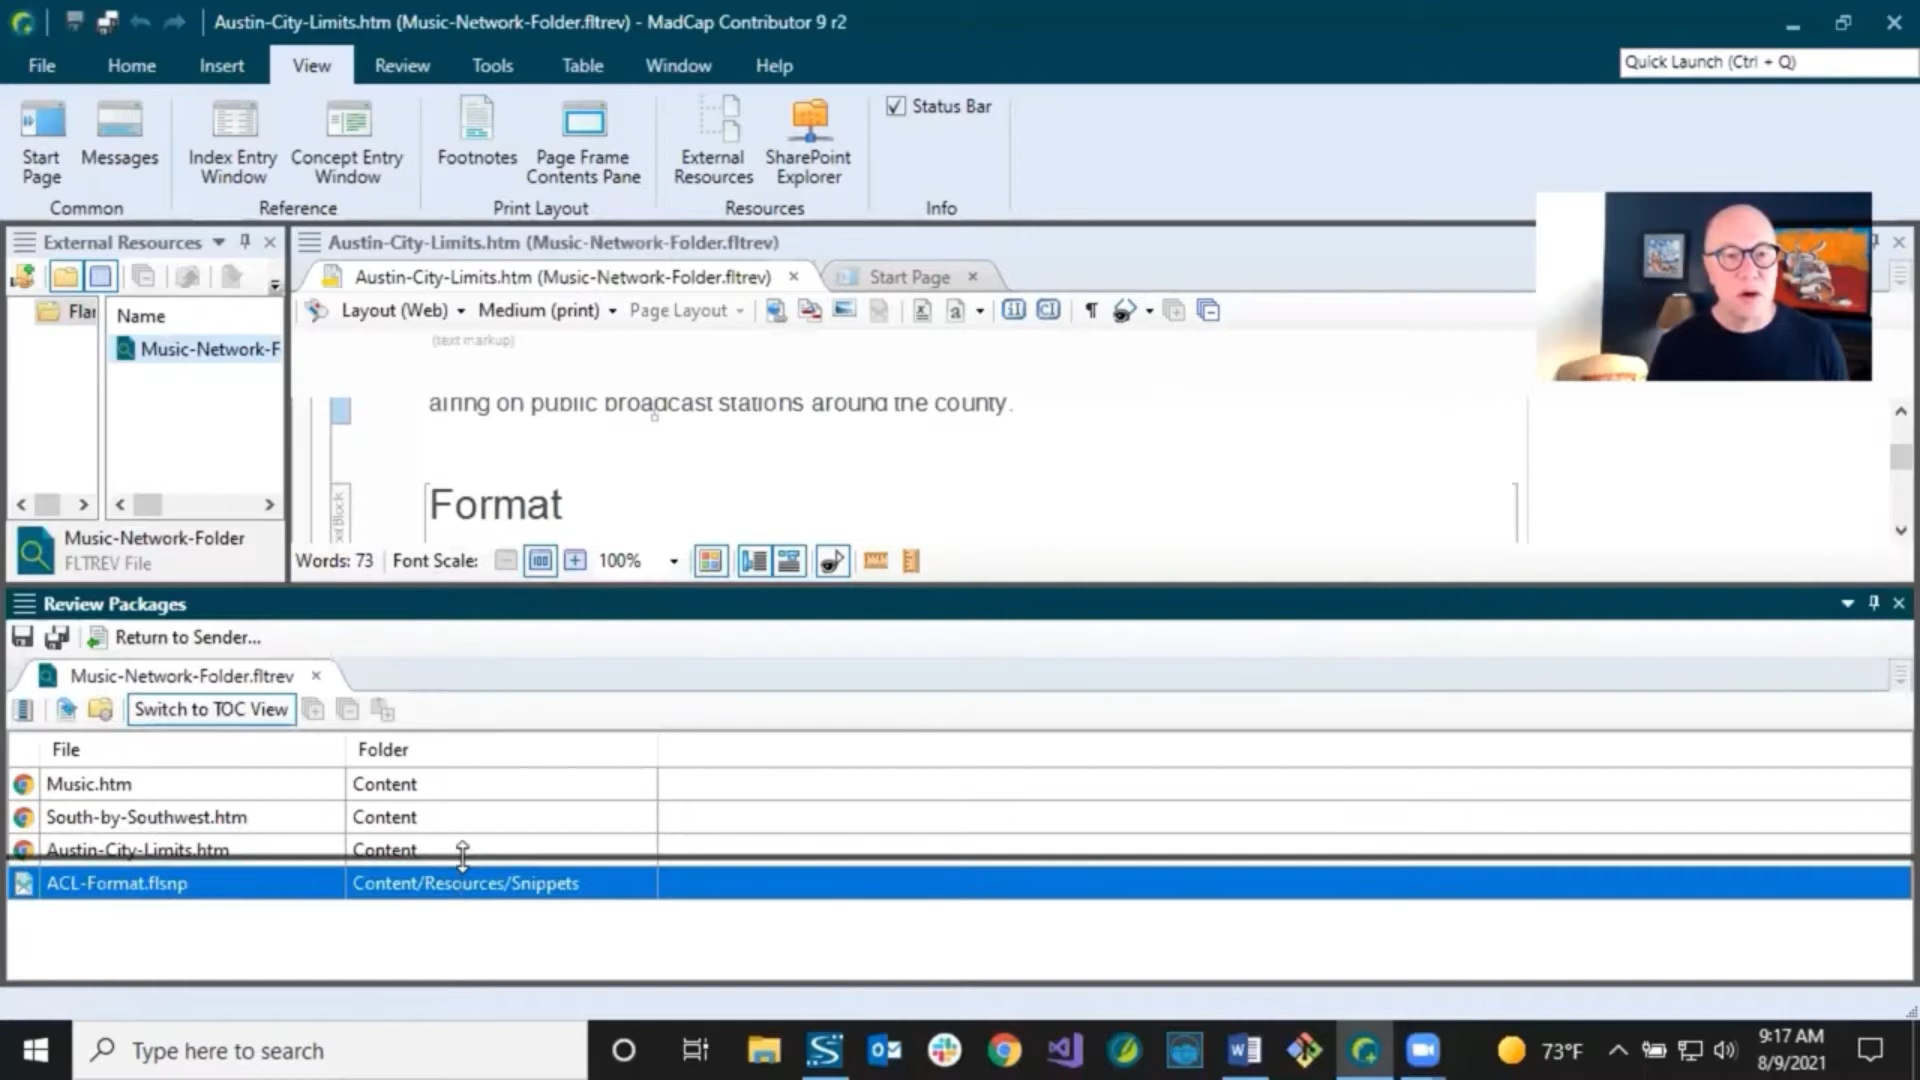 Austin-City-Limits.htm (Music-Network-Folder.fltrev) - MadCap Contributor 9 r2
File Home Insert View Review Tools Table Window Help
Quick Launch (Ctrl + Q)
Start Page
Messages
Index Entry Window
Concept Entry Window
Footnotes
Page Frame Contents Pane
External Resources
SharePoint Explorer
Status Bar
Common Reference Print Layout Resources Info
External Resources
Austin-City-Limits.htm (Music-Network-Folder.fltrev)
Austin-City-Limits.htm (Music-Network-Folder.fltrev)
Start Page
Layout (Web) Medium (print) Page Layout
Flar
Name
Music-Network-F
(text markup)
airing on public broadcast stations around the county.
Format
Music-Network-Folder
FLTREV File
Words: 73 Font Scale: 100%
Review Packages
Return to Sender...
Music-Network-Folder.fltrev
Switch to TOC View
File Folder
Music.htm Content
South-by-Southwest.htm Content
Austin-City-Limits.htm Content
ACL-Format.flsnp Content/Resources/Snippets
Type here to search
73°F
9:17 AM
8/9/2021